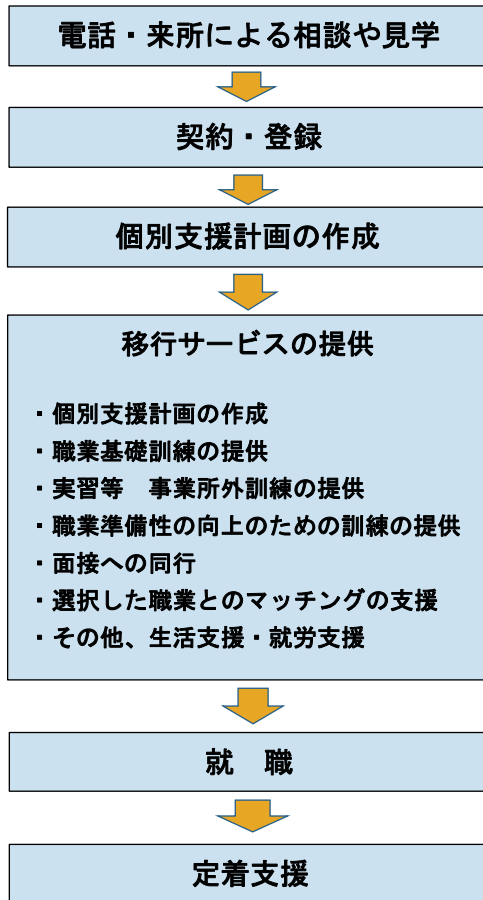 電話・来所による相談や見学
契約・登録
個別支援計画の作成
移行サービスの提供
・個別支援計画の作成
・職業基礎訓練の提供
・実習等　事業所外訓練の提供
・職業準備性の向上のための訓練の提供
・面接への同行
・選択した職業とのマッチングの支援
・その他、生活支援・就労支援
就　職
定着支援